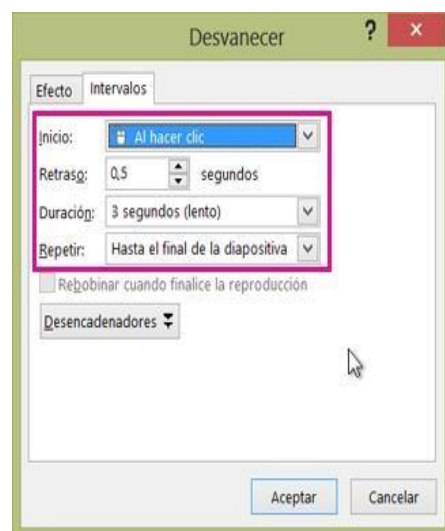 Desvanecer ? ×
Efecto Intervalos
Inicio: Al hacer clic
Retraso: 0,5 segundos
Duración: 3 segundos (lento)
Repetir: Hasta el final de la diapositiva
Rebobinar cuando finalice la reproducción
Desencadenadores
Aceptar Cancelar